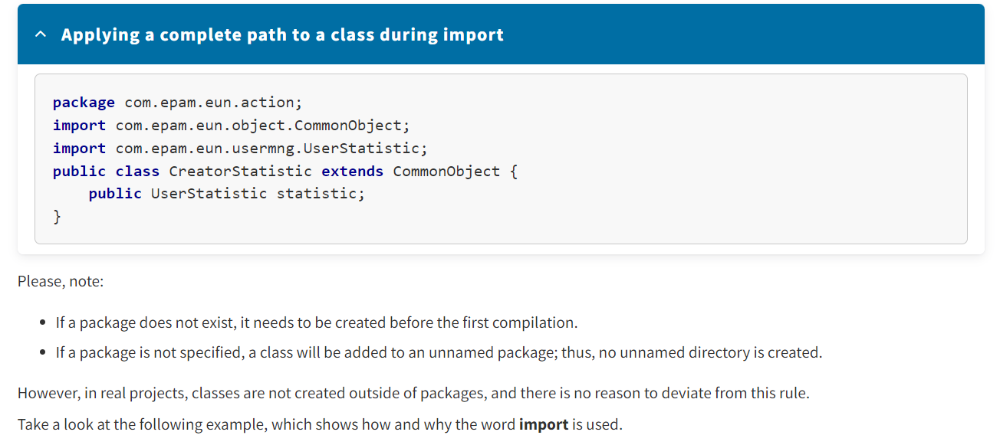 Applying a complete path to a class during import
package com.epam.eun.action;
import com.epam.eun.object.CommonObject;
import com.epam.eun.usermng.UserStatistic;
public class CreatorStatistic extends CommonObject {
    public UserStatistic statistic;
}
Please, note:
• If a package does not exist, it needs to be created before the first compilation.
• If a package is not specified, a class will be added to an unnamed package; thus, no unnamed directory is created.
However, in real projects, classes are not created outside of packages, and there is no reason to deviate from this rule.
Take a look at the following example, which shows how and why the word import is used.